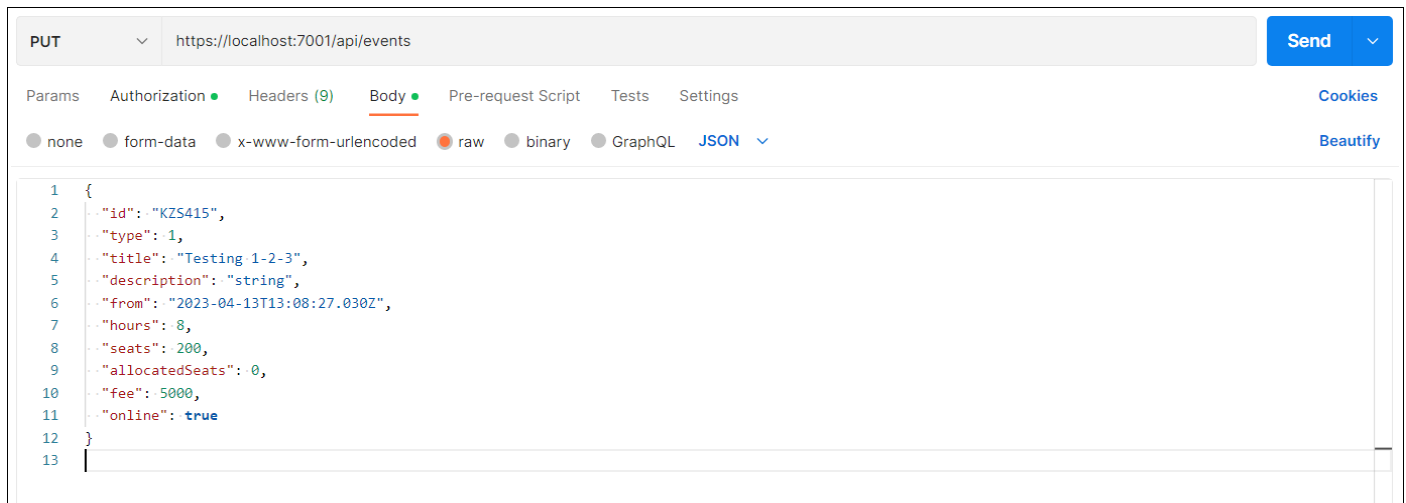 PUT https://localhost:7001/api/events Send
Params Authorization Headers (9) Body Pre-request Script Tests Settings Cookies
none form-data x-www-form-urlencoded raw binary GraphQL JSON Beautify
1 {
2 "id": "KZS415",
3 "type": 1,
4 "title": "Testing 1-2-3",
5 "description": "string",
6 "from": "2023-04-13T13:08:27.030Z",
7 "hours": 8,
8 "seats": 200,
9 "allocatedSeats": 0,
10 "fee": 5000,
11 "online": true
12 }
13